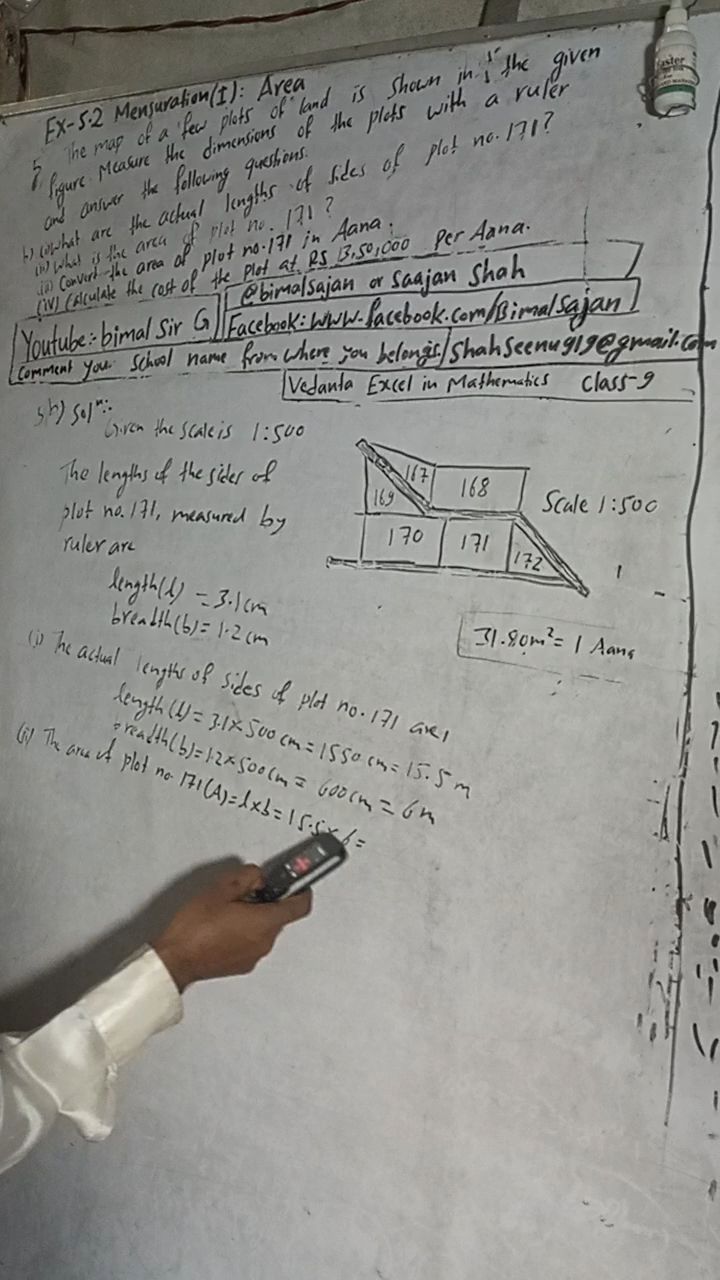 Ex-5.2 Mensuration(I): Area
5. The map of a few plots of land is shown in the given
figure. Measure the dimensions of the plots with a ruler
and answer the following questions.
b) (i) What are the actual lengths of sides of plot no. 171?
(ii) What is the area of plot no. 171?
(iii) Convert the area of plot no. 171 in Aana.
(iv) Calculate the cost of the plot at RS 13,50,000 per Aana.
@bimalsajan or Saajan Shah
Youtube:- bimal Sir G
Facebook: www.facebook.com/Bimalsajan
Comment your school name from where you belongs/ Shahseenu919@gmail.com
Vedanta Excel in Mathematics Class-9
5.b) Solⁿ:-
Given the scale is 1:500
The lengths of the sides of
plot no. 171, measured by
ruler are
length(l) = 3.1cm
breadth(b) = 1.2 cm
167
168
169
Scale 1:500
170
171
172
31.80m² = 1 Aana
(i) The actual lengths of sides of plot no. 171 are,
length (l) = 3.1×500 cm = 1550 cm = 15.5 m
breadth(b) = 1.2×500cm = 600cm = 6m
(ii) The area of plot no. 171(A) = l×b = 15.5×6 =